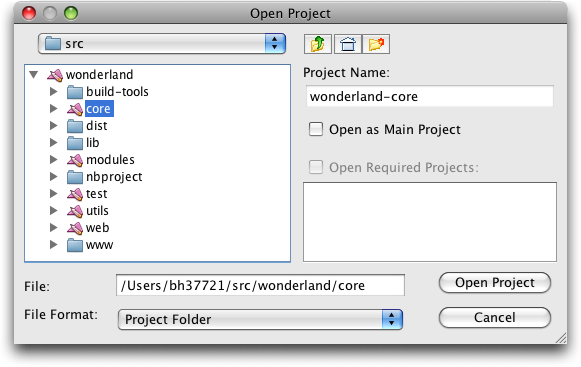 Open Project
src
Project Name:
wonderland-core
Open as Main Project
Open Required Projects:
wonderland
build-tools
core
dist
lib
modules
nbproject
test
utils
web
www
File:
/Users/bh37721/src/wonderland/core
Open Project
File Format:
Project Folder
Cancel